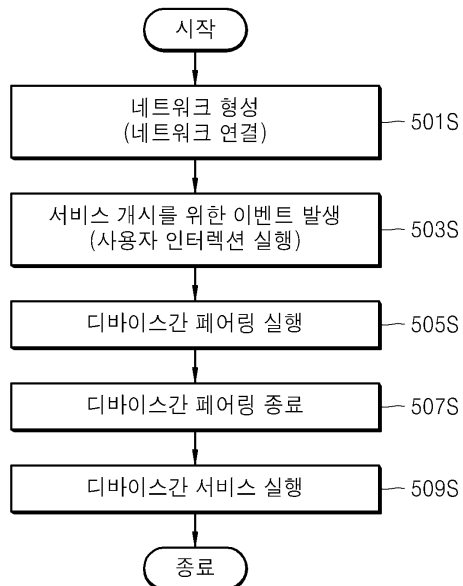 시작
네트워크 형성
(네트워크 연결)
501S
서비스 개시를 위한 이벤트 발생
(사용자 인터렉션 실행)
503S
디바이스간 페어링 실행
505S
디바이스간 페어링 종료
507S
디바이스간 서비스 실행
509S
종료